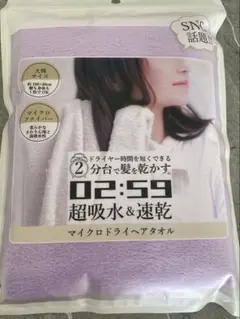 SNS
話題
大判
サイズ
マイクロ
ファイバー
ドライヤー時間を短くできる
2分台で髪を乾かす
02:59
超吸水&速乾
マイクロドライヘアタオル